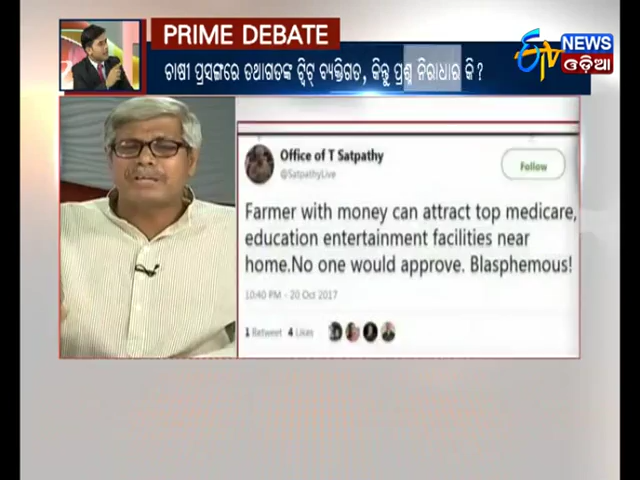 PRIME DEBATE
ଚାଷୀ ପ୍ରସଙ୍ଗରେ ତଥାଗତଙ୍କ ଟ୍ୱିଟ୍ ବ୍ୟକ୍ତିଗତ, କିନ୍ତୁ ପ୍ରଶ୍ନ ନିରାଧାର କି ?
etv NEWS
ଓଡ଼ିଆ
Office of T Satpathy
@SatpathyLive
Follow
Farmer with money can attract top medicare,
education entertainment facilities near
home.No one would approve. Blasphemous!
10:40 PM - 20 Oct 2017
1 Retweet 4 Likes